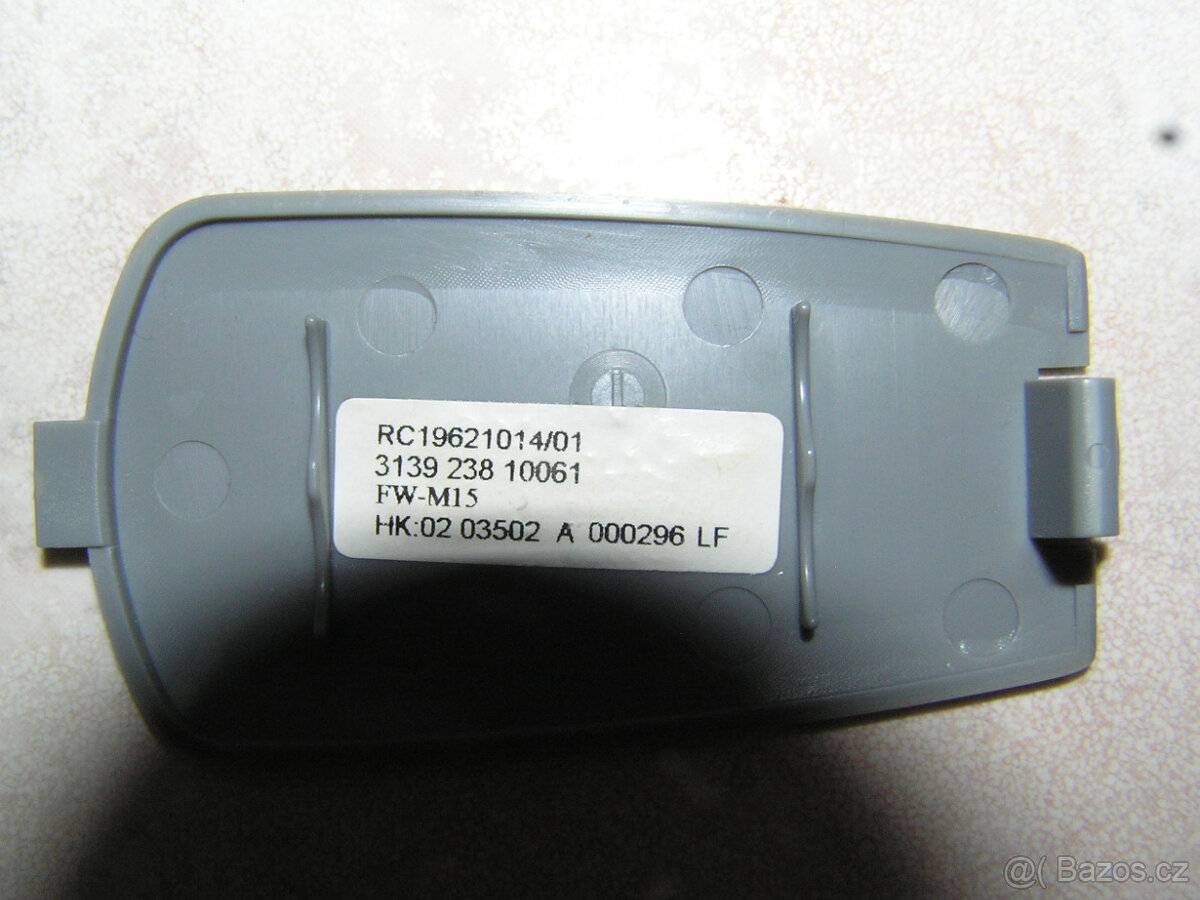 RC19621014/01
3139 238 10061
FW-M15
HK:02 03502 A 000296 LF
@( Bazos.cz